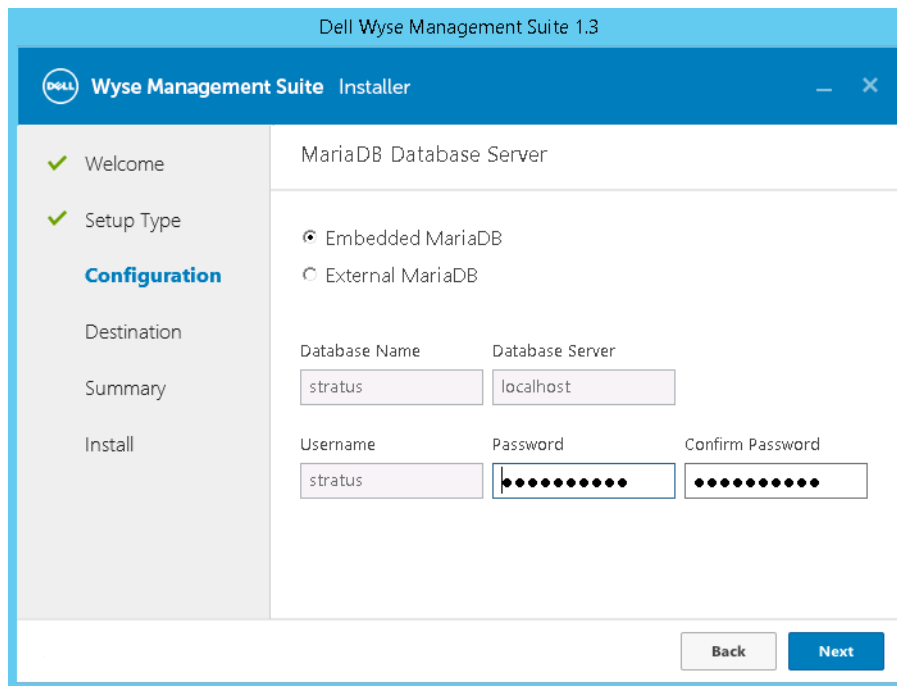 Dell Wyse Management Suite 1.3
DELL Wyse Management Suite Installer
Welcome
Setup Type
Configuration
Destination
Summary
Install
MariaDB Database Server
Embedded MariaDB
External MariaDB
Database Name Database Server
stratus localhost
Username Password Confirm Password
stratus ●●●●●●●●●● ●●●●●●●●●●
Back Next